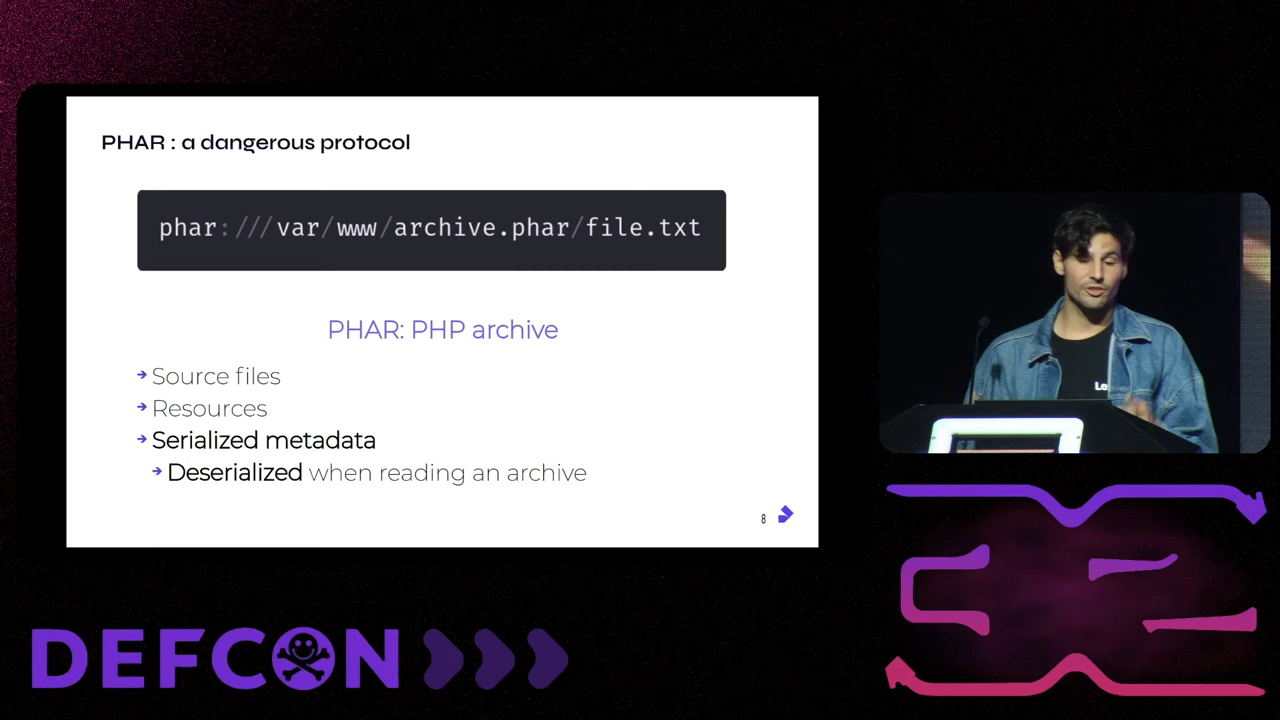 PHAR : a dangerous protocol
phar:///var/www/archive.phar/file.txt
PHAR: PHP archive
Source files
Resources
Serialized metadata
Deserialized when reading an archive
8
Le
DEFCON